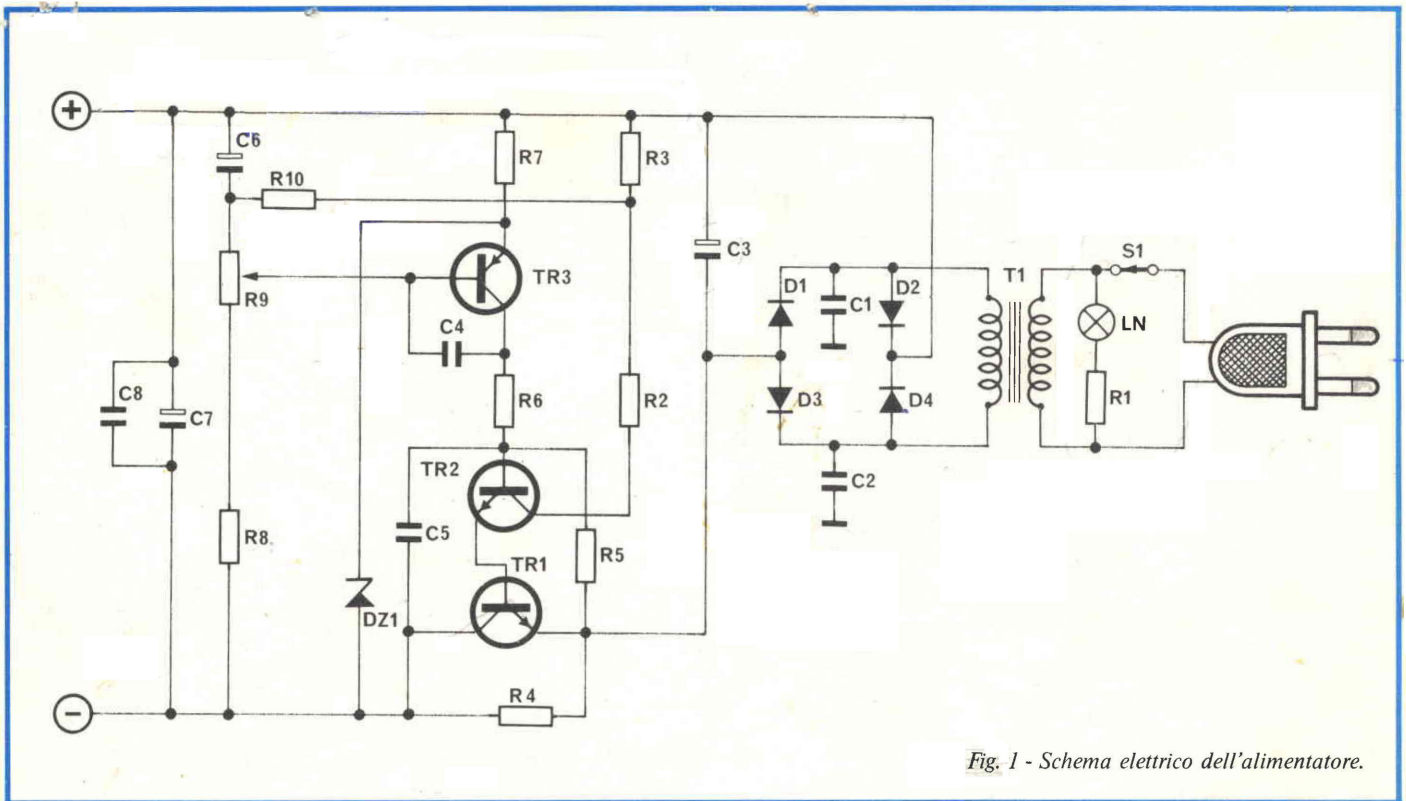 +
C6
R7
R3
R10
C3
S1
TR3
D1
C1
D2
T1
LN
R9
C4
C8
C7
R6
R2
D3
D4
R1
TR2
C2
R8
C5
R5
TR1
DZ1
R4
-
Fig. 1 - Schema elettrico dell'alimentatore.